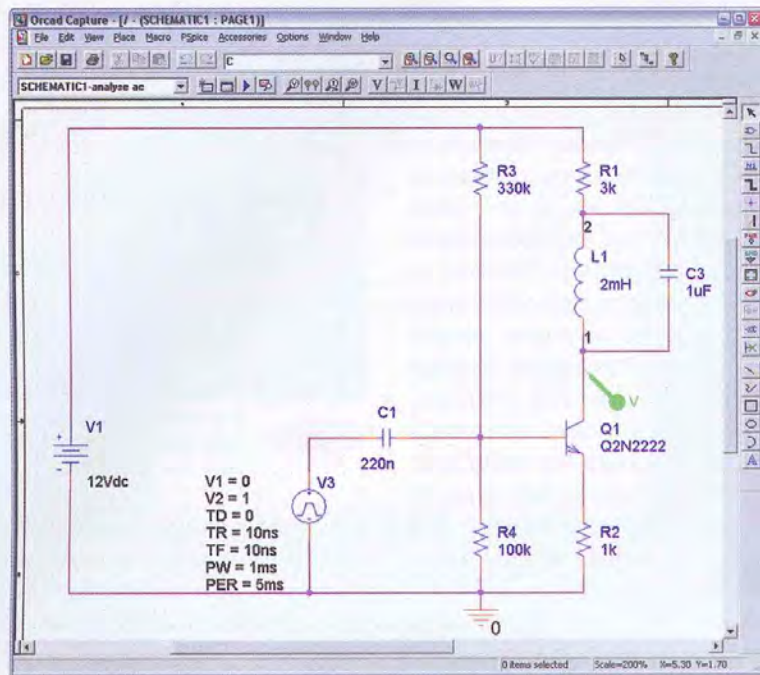 Orcad Capture - [/ - (SCHEMATIC1 : PAGE1)]
File Edit View Place Macro PSpice Accessories Options Window Help
C
SCHEMATIC1-analyse ac
V I W
R3
330k
R1
3k
2
L1
2mH
C3
1uF
1
V
C1
220n
Q1
Q2N2222
V1
12Vdc
V3
V1 = 0
V2 = 1
TD = 0
TR = 10ns
TF = 10ns
PW = 1ms
PER = 5ms
R4
100k
R2
1k
0
0 items selected Scale=200% X=5.30 Y=1.70